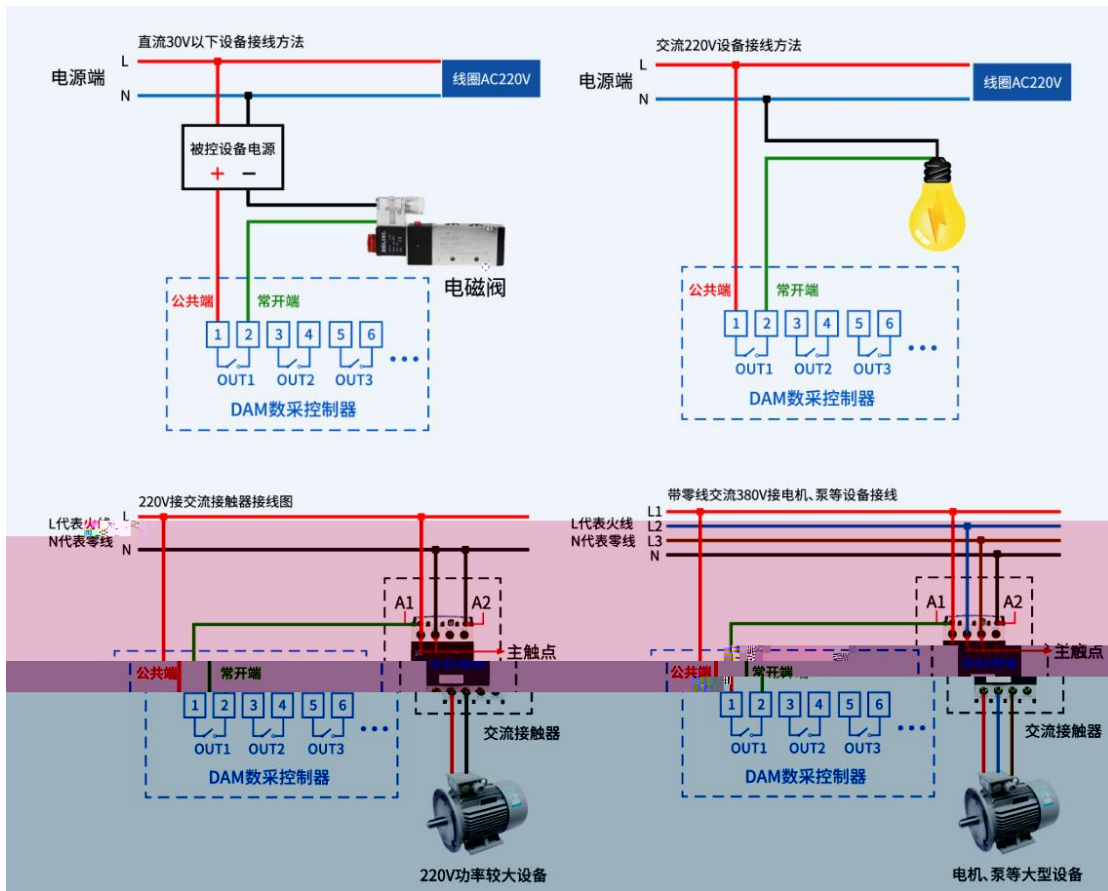 直流30V以下设备接线方法
L
电源端
线圈AC220V
N
被控设备电源
+ −
电磁阀
公共端 常开端
1 2 3 4 5 6
OUT1 OUT2 OUT3
DAM数采控制器
交流220V设备接线方法
L
电源端
线圈AC220V
N
公共端 常开端
1 2 3 4 5 6
OUT1 OUT2 OUT3
DAM数采控制器
220V接交流接触器接线图
L
L代表火线
N代表零线 N
A1 A2
主触点
公共端 常开端
1 2 3 4 5 6
OUT1 OUT2 OUT3
交流接触器
DAM数采控制器
220V功率较大设备
带零线交流380V接电机、泵等设备接线
L1
L代表火线 L2
N代表零线 L3
N
A1 A2
主触点
公共端 常开端
1 2 3 4 5 6
OUT1 OUT2 OUT3
交流接触器
DAM数采控制器
电机、泵等大型设备